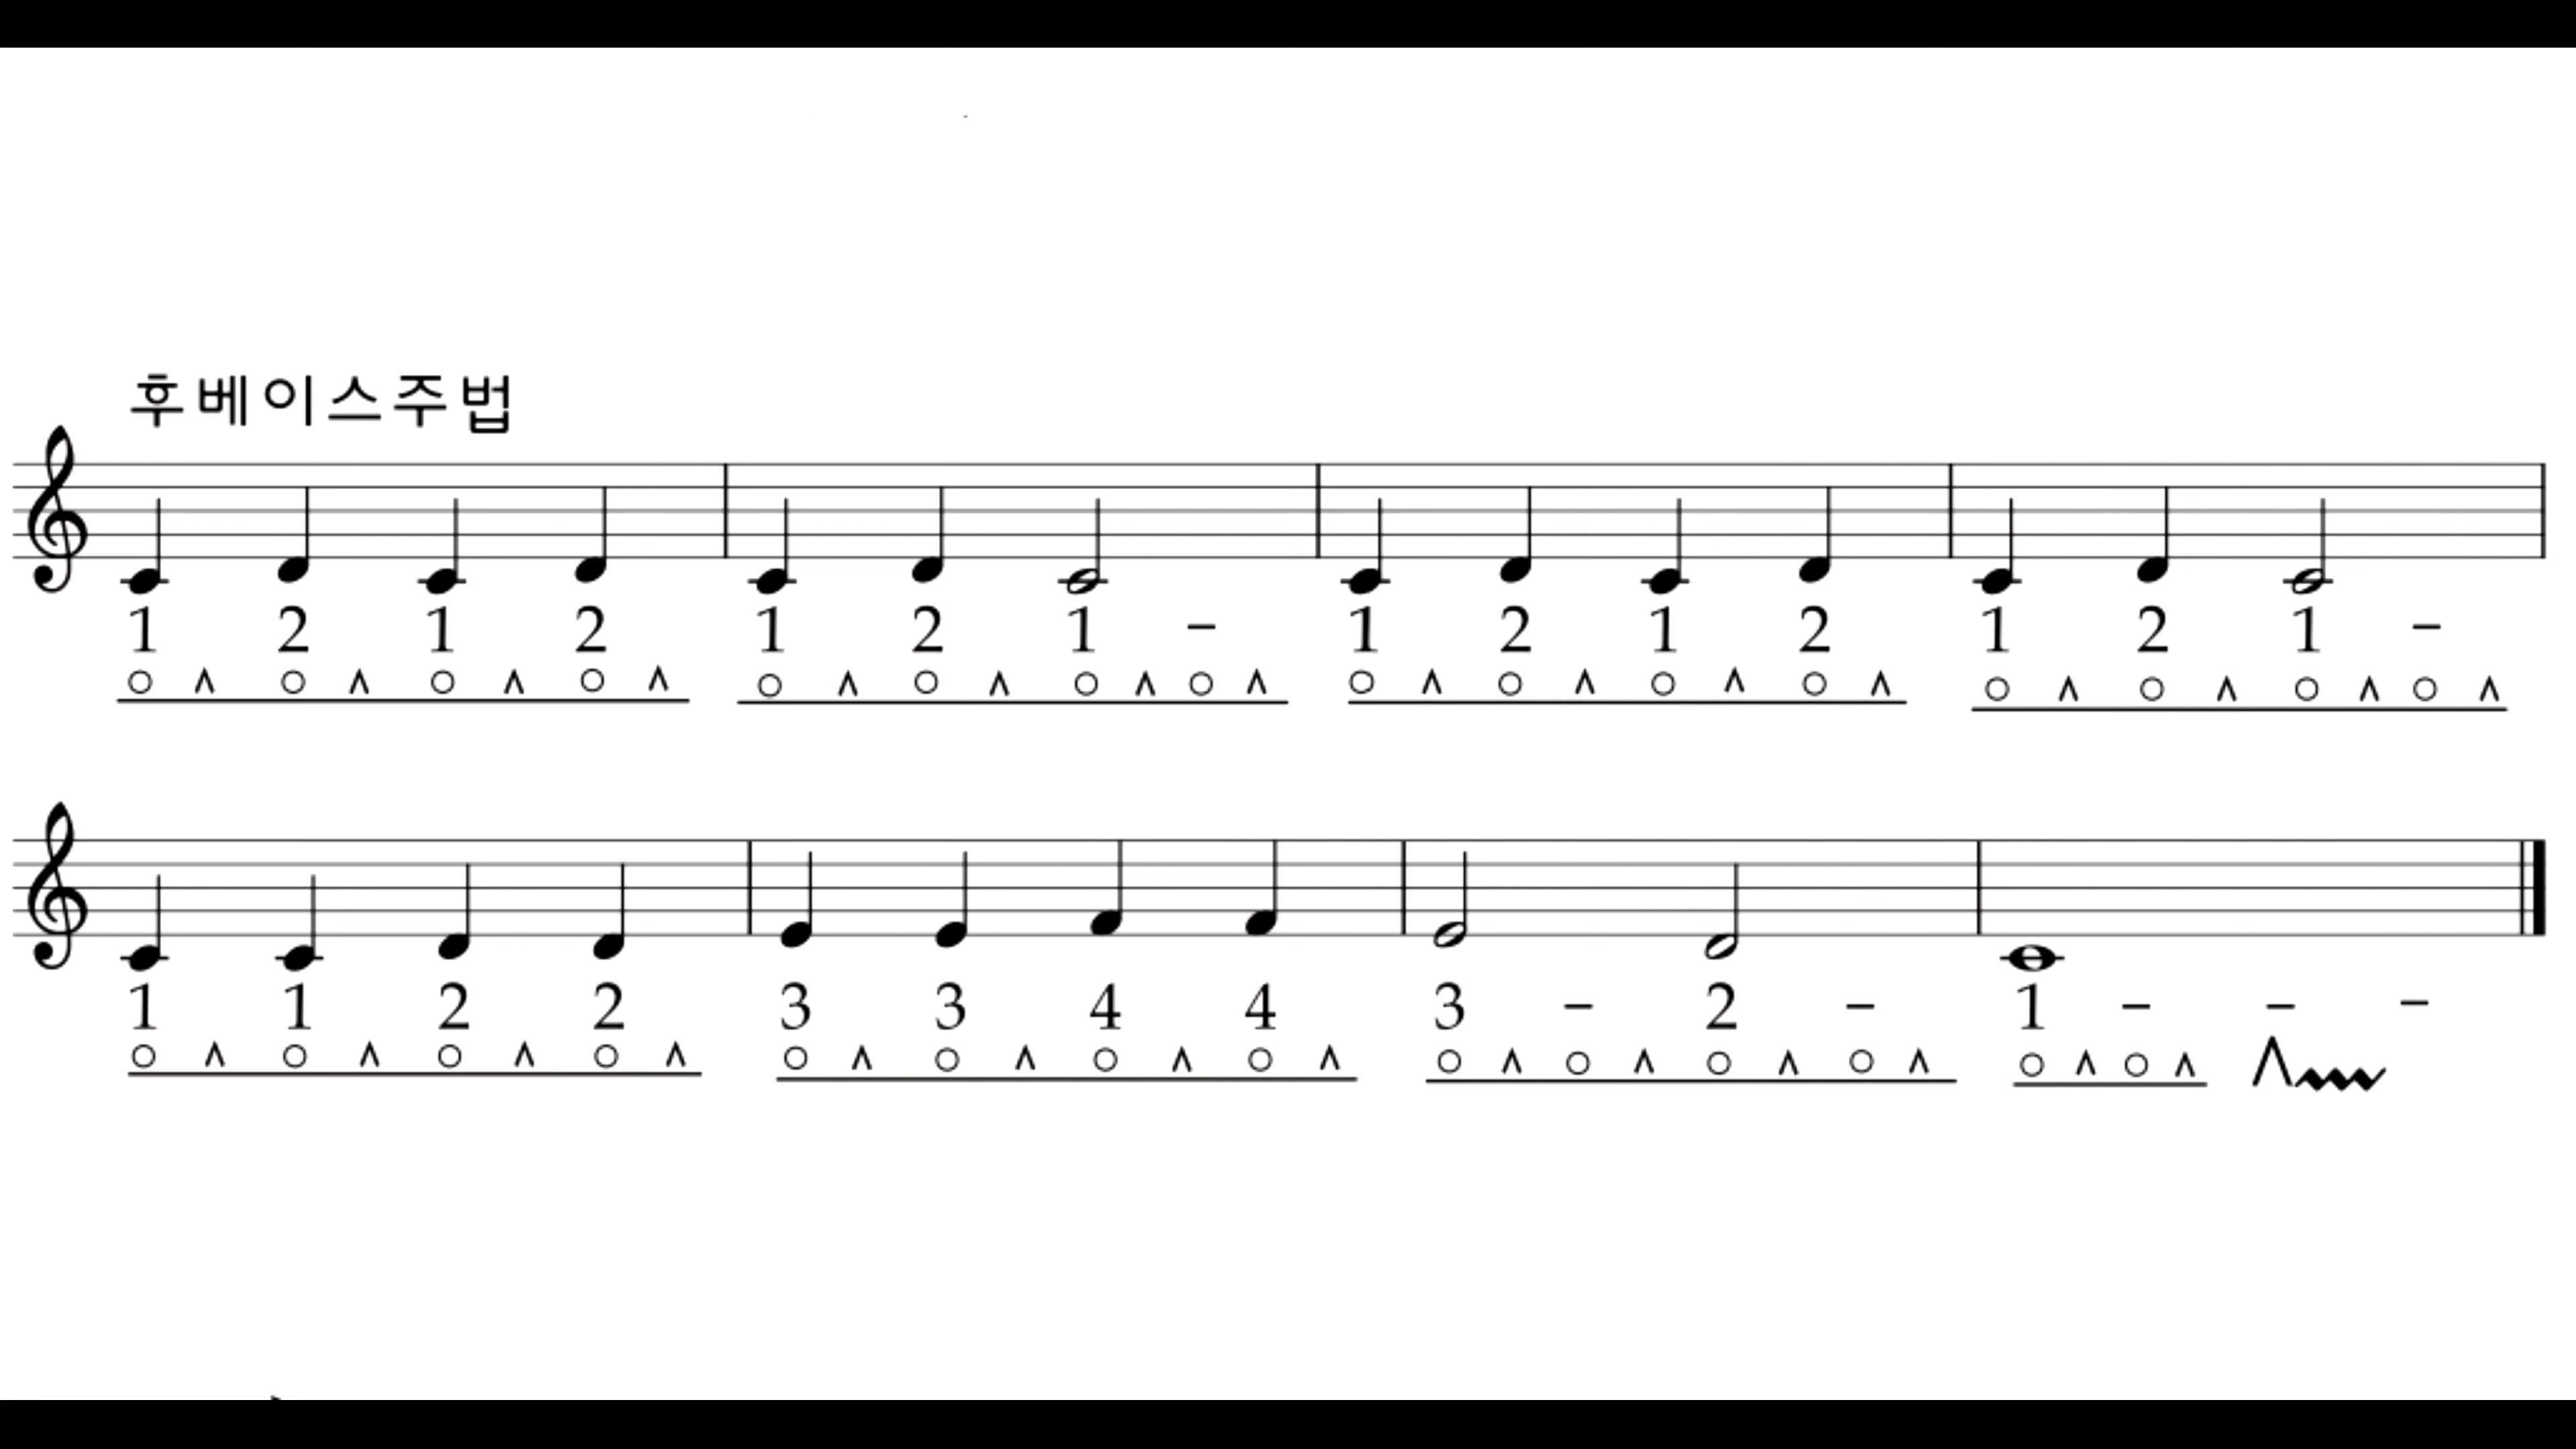 후베이스주법
1 2 1 2 1 2 1 - 1 2 1 2 1 2 1 -
○ ∧ ○ ∧ ○ ∧ ○ ∧ ○ ∧ ○ ∧ ○ ∧ ○ ∧ ○ ∧ ○ ∧ ○ ∧ ○ ∧ ○ ∧ ○ ∧ ○ ∧ ○ ∧
1 1 2 2 3 3 4 4 3 - 2 - 1 - - -
○ ∧ ○ ∧ ○ ∧ ○ ∧ ○ ∧ ○ ∧ ○ ∧ ○ ∧ ○ ∧ ○ ∧ ○ ∧ ○ ∧ ○ ∧ ○ ∧ ∧